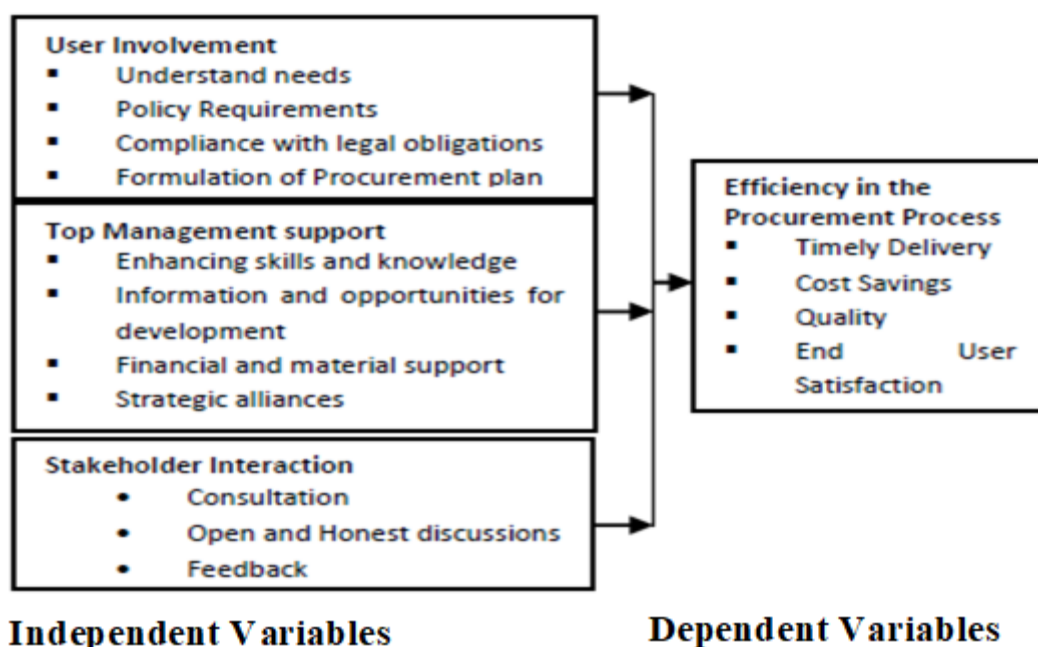 User Involvement
▪ Understand needs
▪ Policy Requirements
▪ Compliance with legal obligations
▪ Formulation of Procurement plan
Top Management support
▪ Enhancing skills and knowledge
▪ Information and opportunities for
development
▪ Financial and material support
▪ Strategic alliances
Stakeholder Interaction
• Consultation
• Open and Honest discussions
• Feedback
Independent Variables
Efficiency in the
Procurement Process
▪ Timely Delivery
▪ Cost Savings
▪ Quality
▪ End User
Satisfaction
Dependent Variables